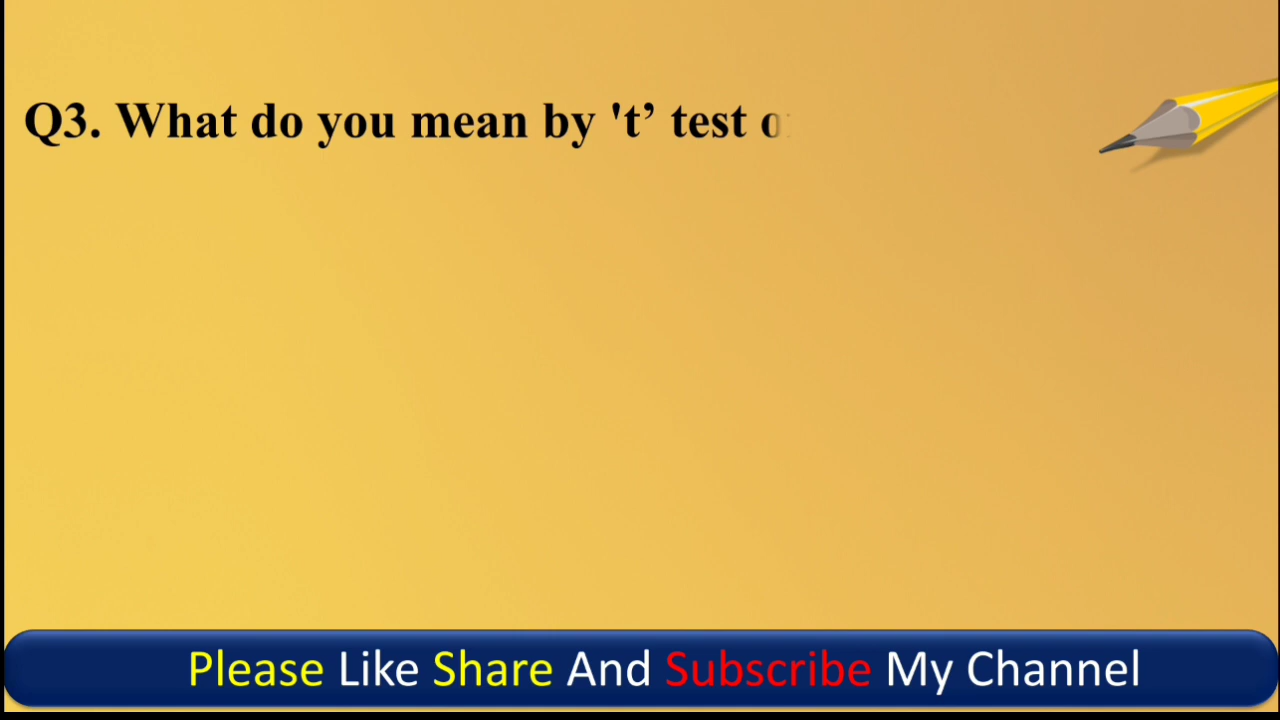 Q3. What do you mean by 't’ test
Please Like Share And Subscribe My Channel